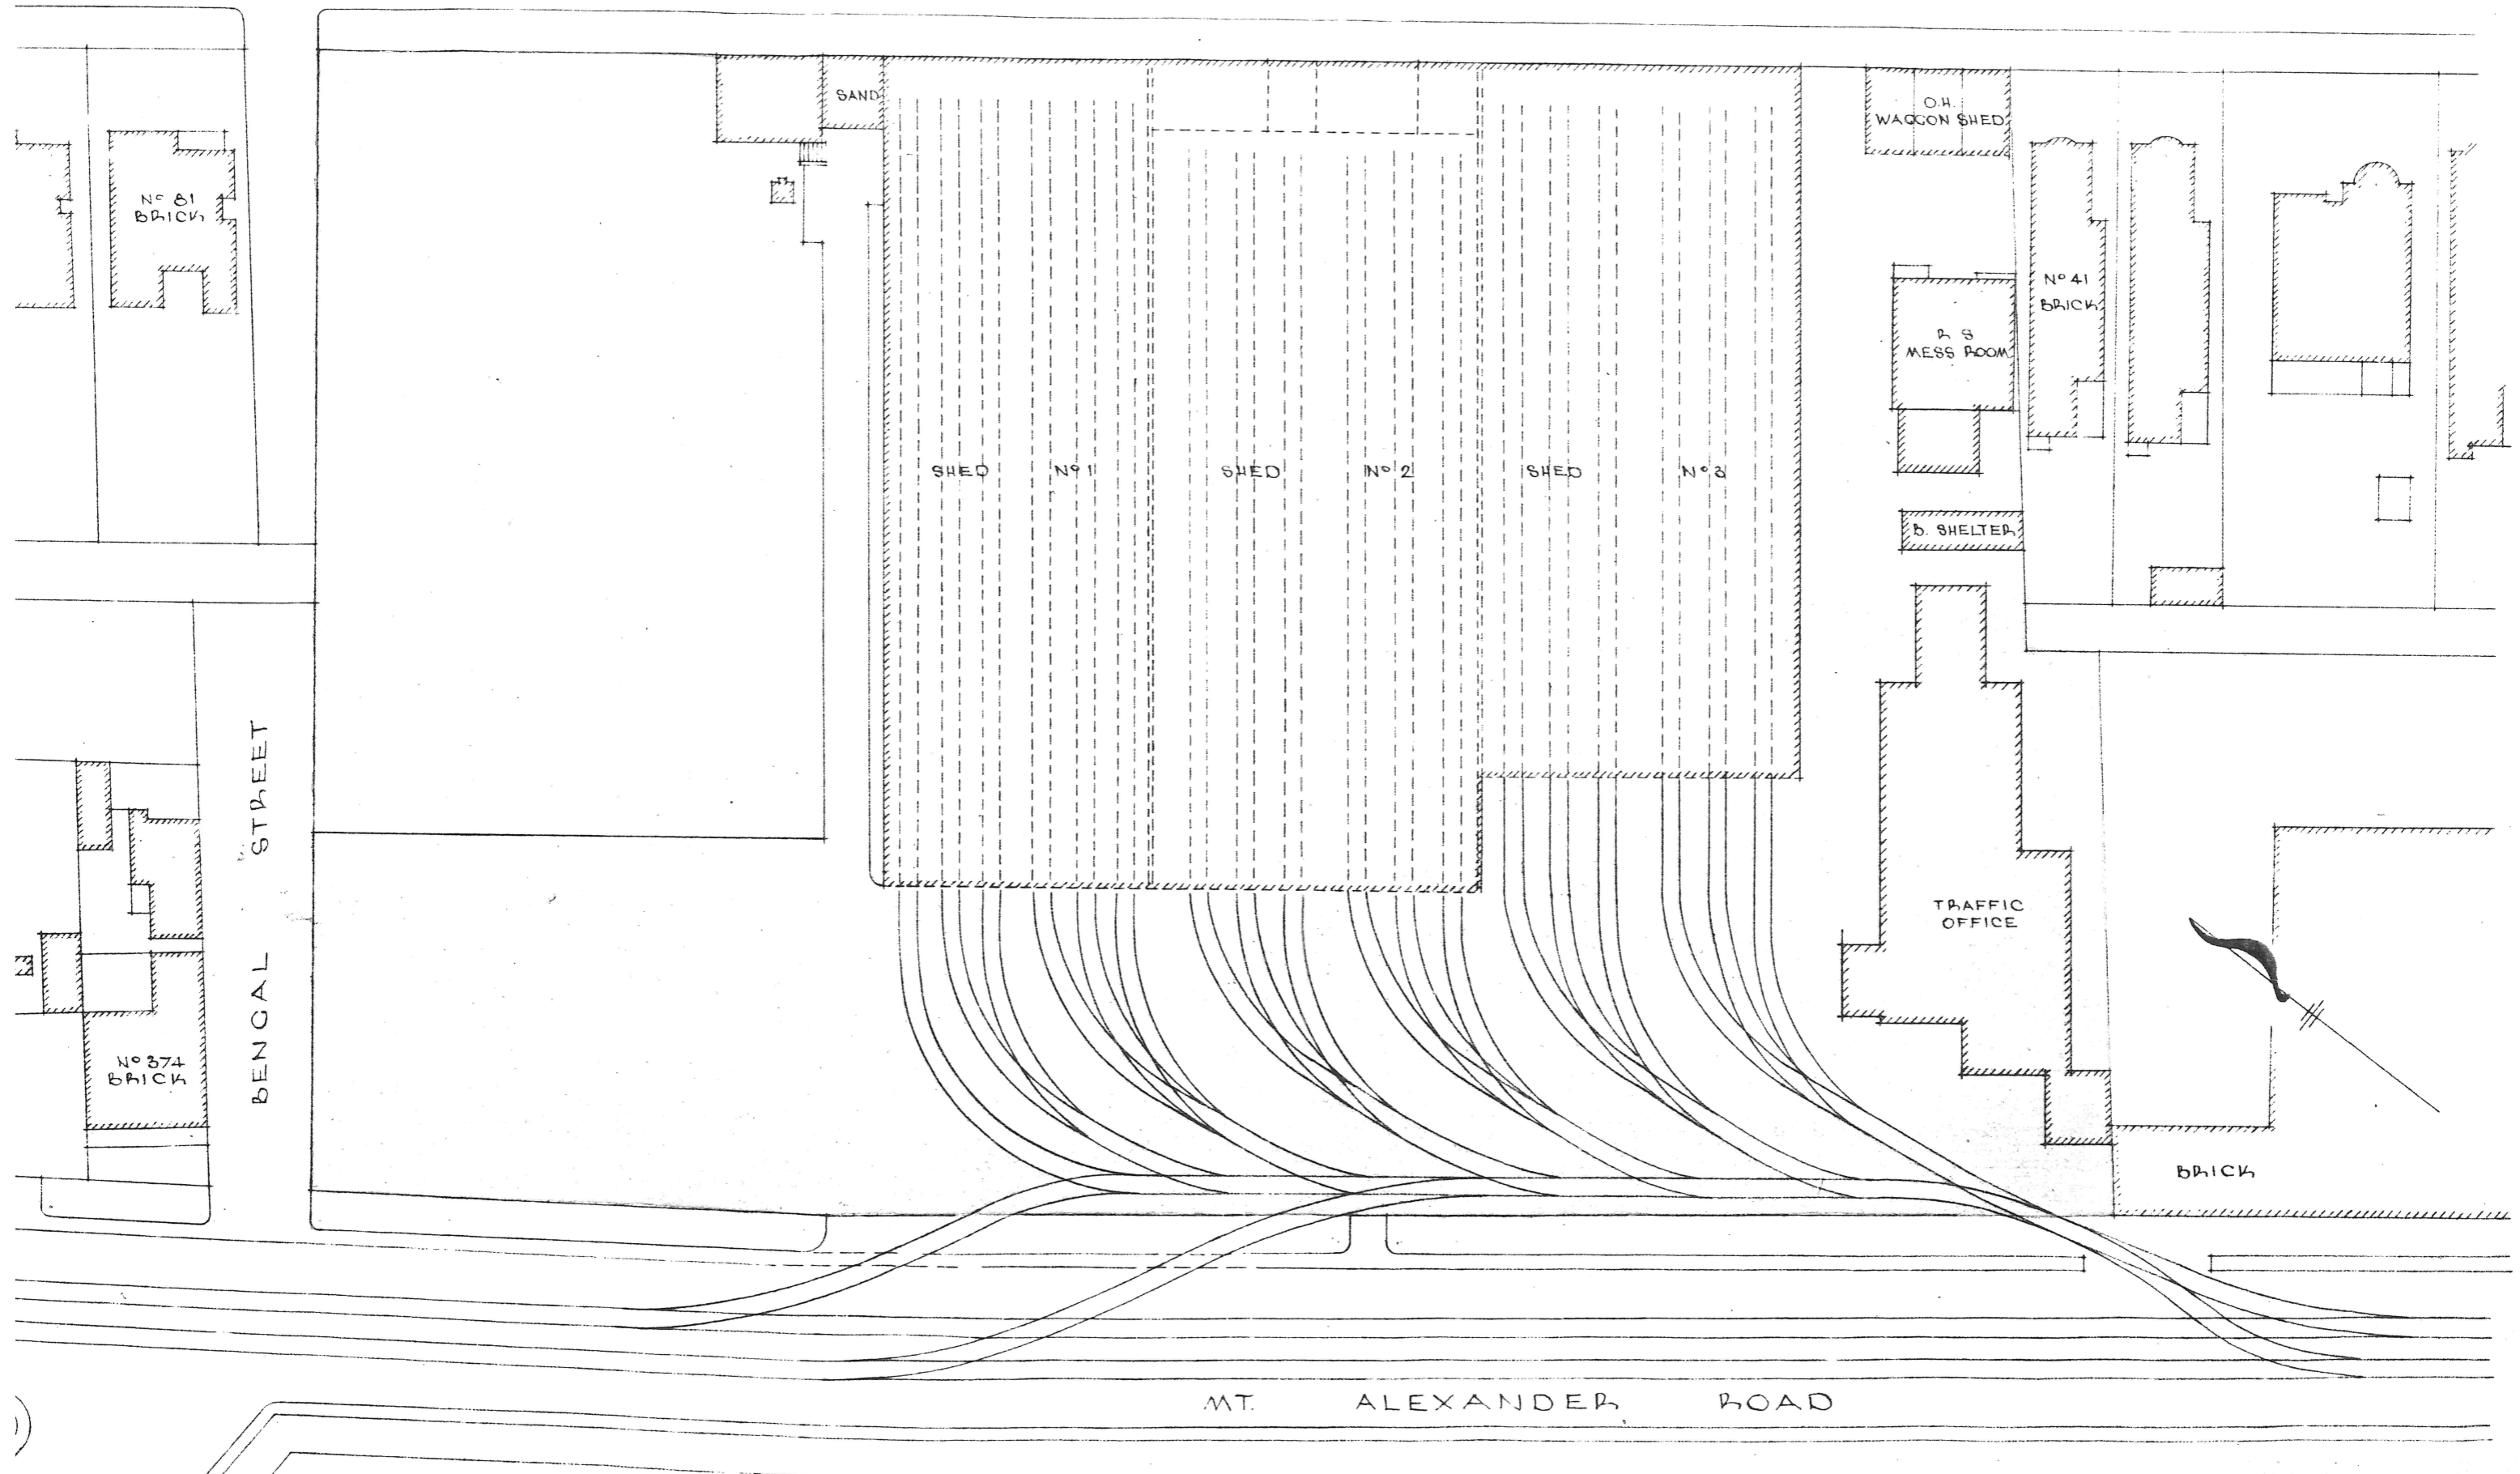 SAND
O.H.
WAGGON SHED
No 81
BRICK
No 41
BRICK
R S
MESS ROOM
SHED No 1
SHED No 2
SHED No 3
B. SHELTER
TRAFFIC
OFFICE
BENGAL STREET
No 374
BRICK
BRICK
MT. ALEXANDER ROAD